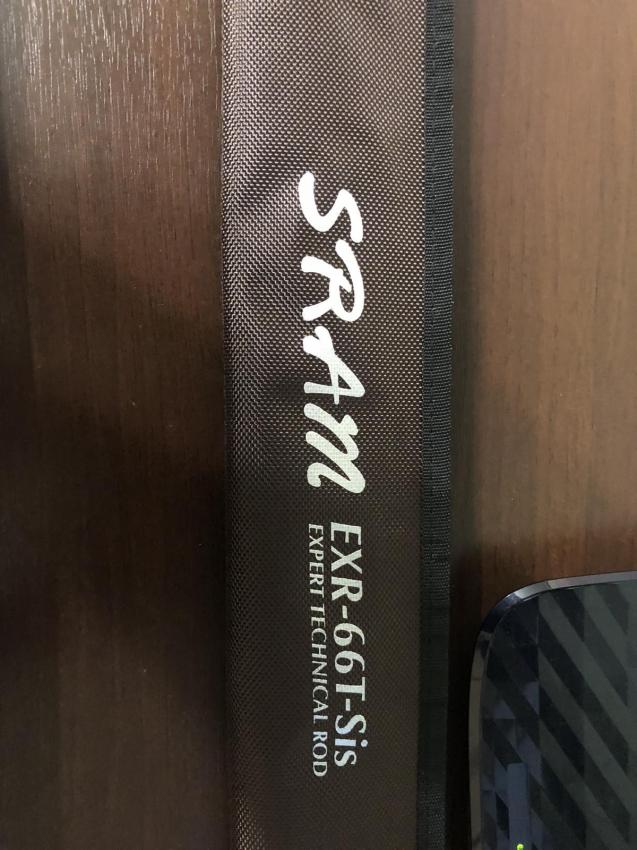 SRAM
EXR-66T-Sis
EXPERT TECHNICAL ROD